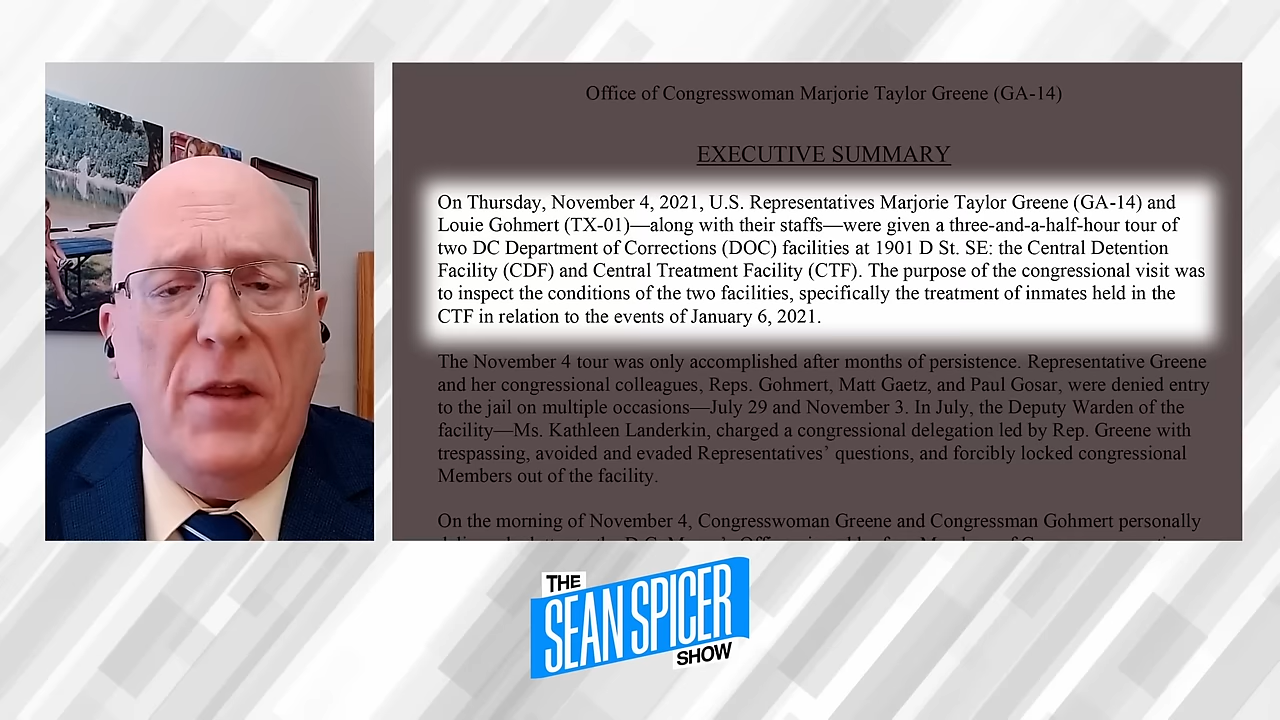 Office of Congresswoman Marjorie Taylor Greene (GA-14)
EXECUTIVE SUMMARY
On Thursday, November 4, 2021, U.S. Representatives Marjorie Taylor Greene (GA-14) and
Louie Gohmert (TX-01)—along with their staffs—were given a three-and-a-half-hour tour of
two DC Department of Corrections (DOC) facilities at 1901 D St. SE: the Central Detention
Facility (CDF) and Central Treatment Facility (CTF). The purpose of the congressional visit was
to inspect the conditions of the two facilities, specifically the treatment of inmates held in the
CTF in relation to the events of January 6, 2021.
The November 4 tour was only accomplished after months of persistence. Representative Greene
and her congressional colleagues, Reps. Gohmert, Matt Gaetz, and Paul Gosar, were denied entry
to the jail on multiple occasions—July 29 and November 3. In July, the Deputy Warden of the
facility—Ms. Kathleen Landerkin, charged a congressional delegation led by Rep. Greene with
trespassing, avoided and evaded Representatives' questions, and forcibly locked congressional
Members out of the facility.
On the morning of November 4, Congresswoman Greene and Congressman Gohmert personally
THE
SEAN SPICER
SHOW